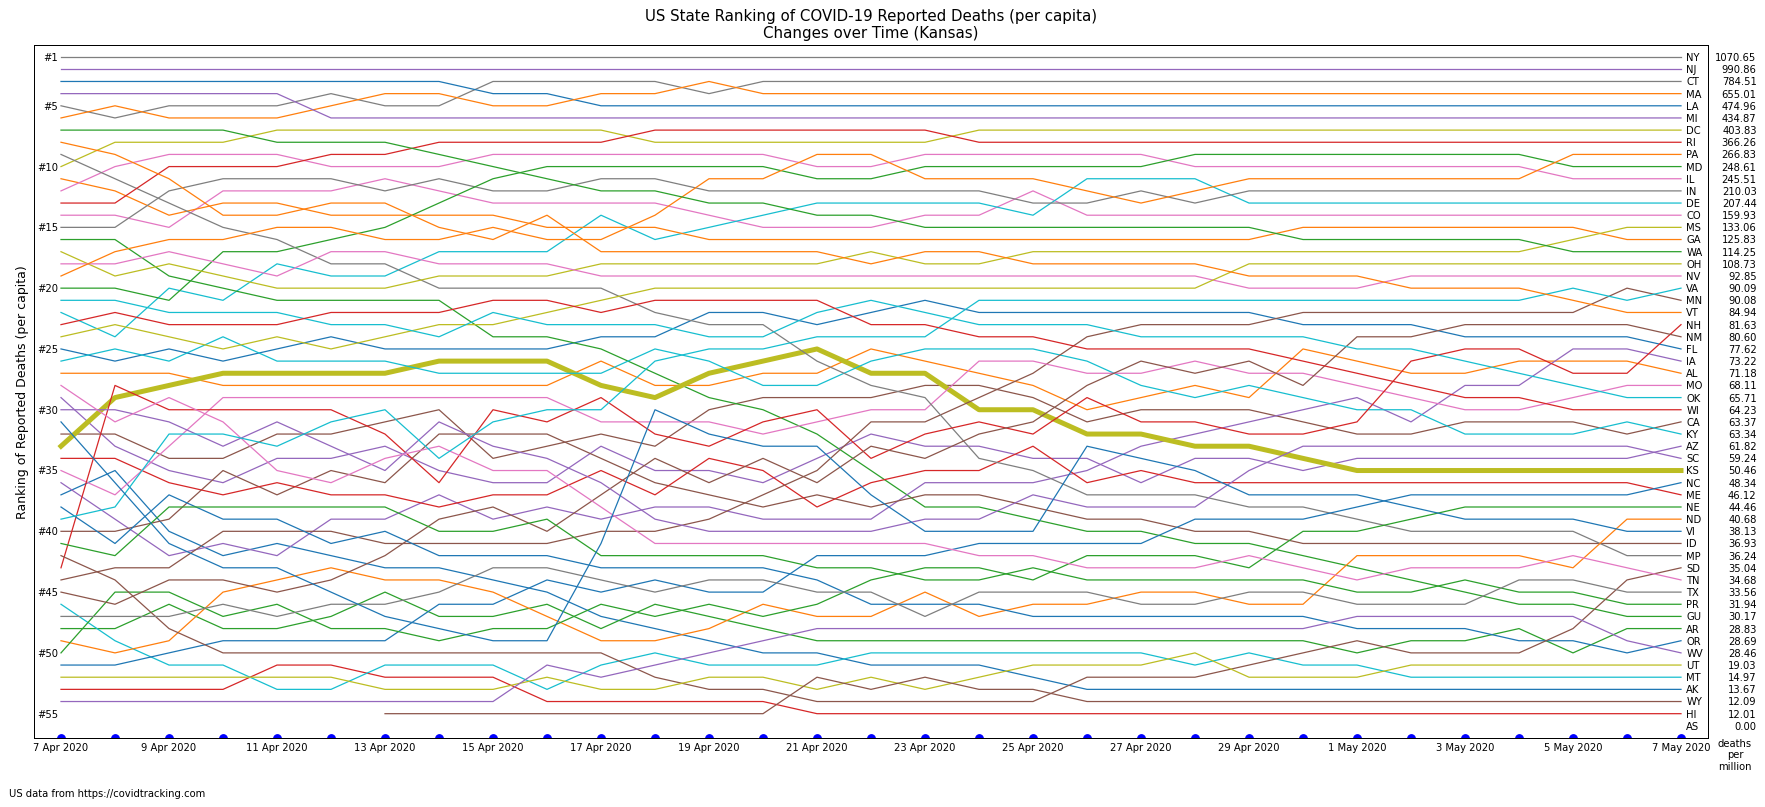 US State Ranking of COVID-19 Reported Deaths (per capita)
Changes over Time (Kansas)
Ranking of Reported Deaths (per capita)
#1
#5
#10
#15
#20
#25
#30
#35
#40
#45
#50
#55
NY 1070.65
NJ 990.86
CT 784.51
MA 655.01
LA 474.96
MI 434.87
DC 403.83
RI 366.26
PA 266.83
MD 248.61
IL 245.51
IN 210.03
DE 207.44
CO 159.93
MS 133.06
GA 125.83
WA 114.25
OH 108.73
NV 92.85
VA 90.09
MN 90.08
VT 84.94
NH 81.63
NM 80.60
FL 77.62
IA 73.22
AL 71.18
MO 68.11
OK 65.71
WI 64.23
CA 63.37
KY 63.34
AZ 61.82
SC 59.24
KS 50.46
NC 48.34
ME 46.12
NE 44.46
ND 40.68
VI 38.13
ID 36.93
MP 36.24
SD 35.04
TN 34.68
TX 33.56
PR 31.94
GU 30.17
AR 28.83
OR 28.69
WV 28.46
UT 19.03
MT 14.97
AK 13.67
WY 12.09
HI 12.01
AS 0.00
7 Apr 2020 9 Apr 2020 11 Apr 2020 13 Apr 2020 15 Apr 2020 17 Apr 2020 19 Apr 2020 21 Apr 2020 23 Apr 2020 25 Apr 2020 27 Apr 2020 29 Apr 2020 1 May 2020 3 May 2020 5 May 2020 7 May 2020
deaths
per
million
US data from https://covidtracking.com